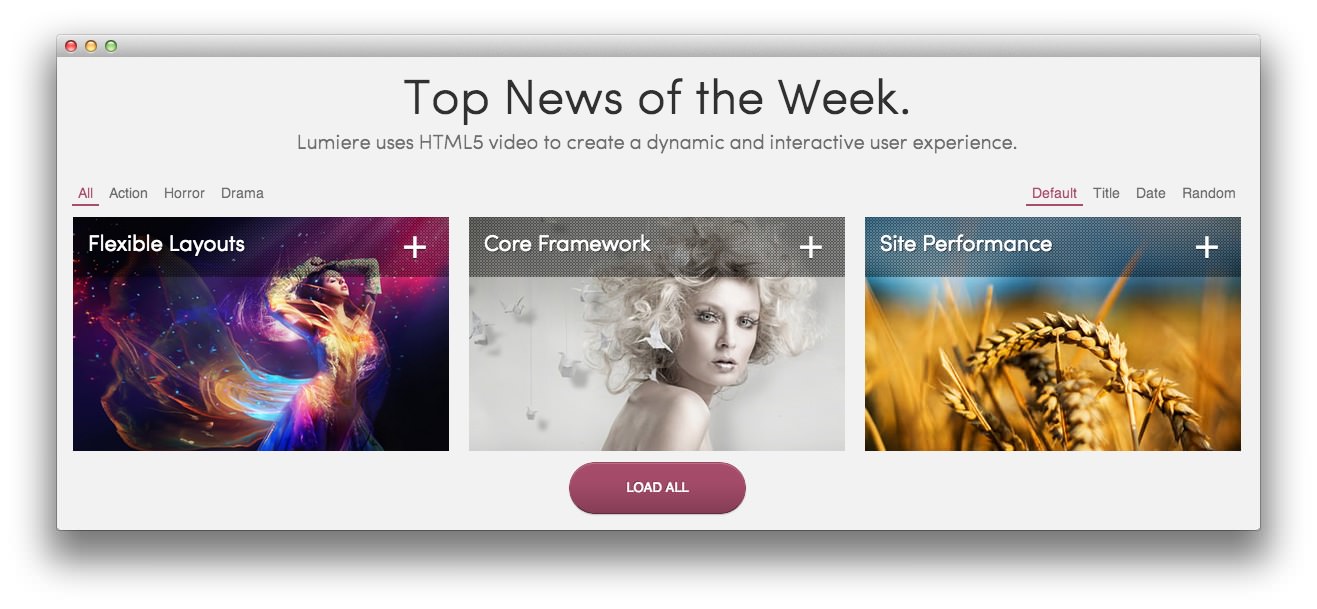 Top News of the Week.
Lumiere uses HTML5 video to create a dynamic and interactive user experience.
All Action Horror Drama Default Title Date Random
Flexible Layouts + Core Framework + Site Performance +
LOAD ALL